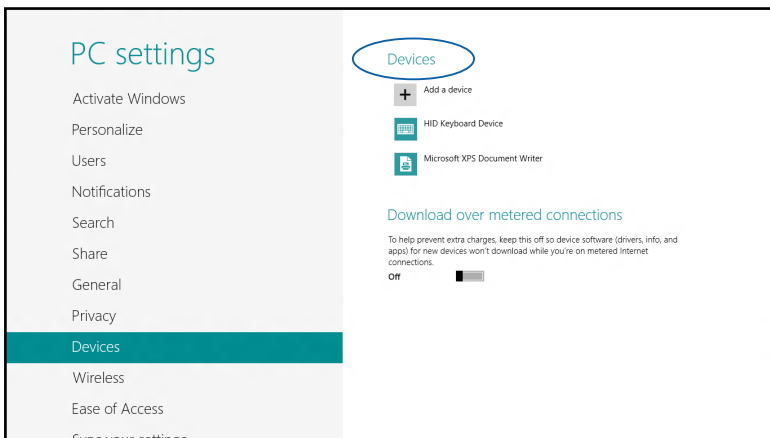 PC settings
Activate Windows
Personalize
Users
Notifications
Search
Share
General
Privacy
Devices
Wireless
Ease of Access
Devices
Add a device
HID Keyboard Device
Microsoft XPS Document Writer
Download over metered connections
To help prevent extra charges, keep this off so device software (drivers, info, and
apps) for new devices won't download while you're on metered Internet
connections.
Off